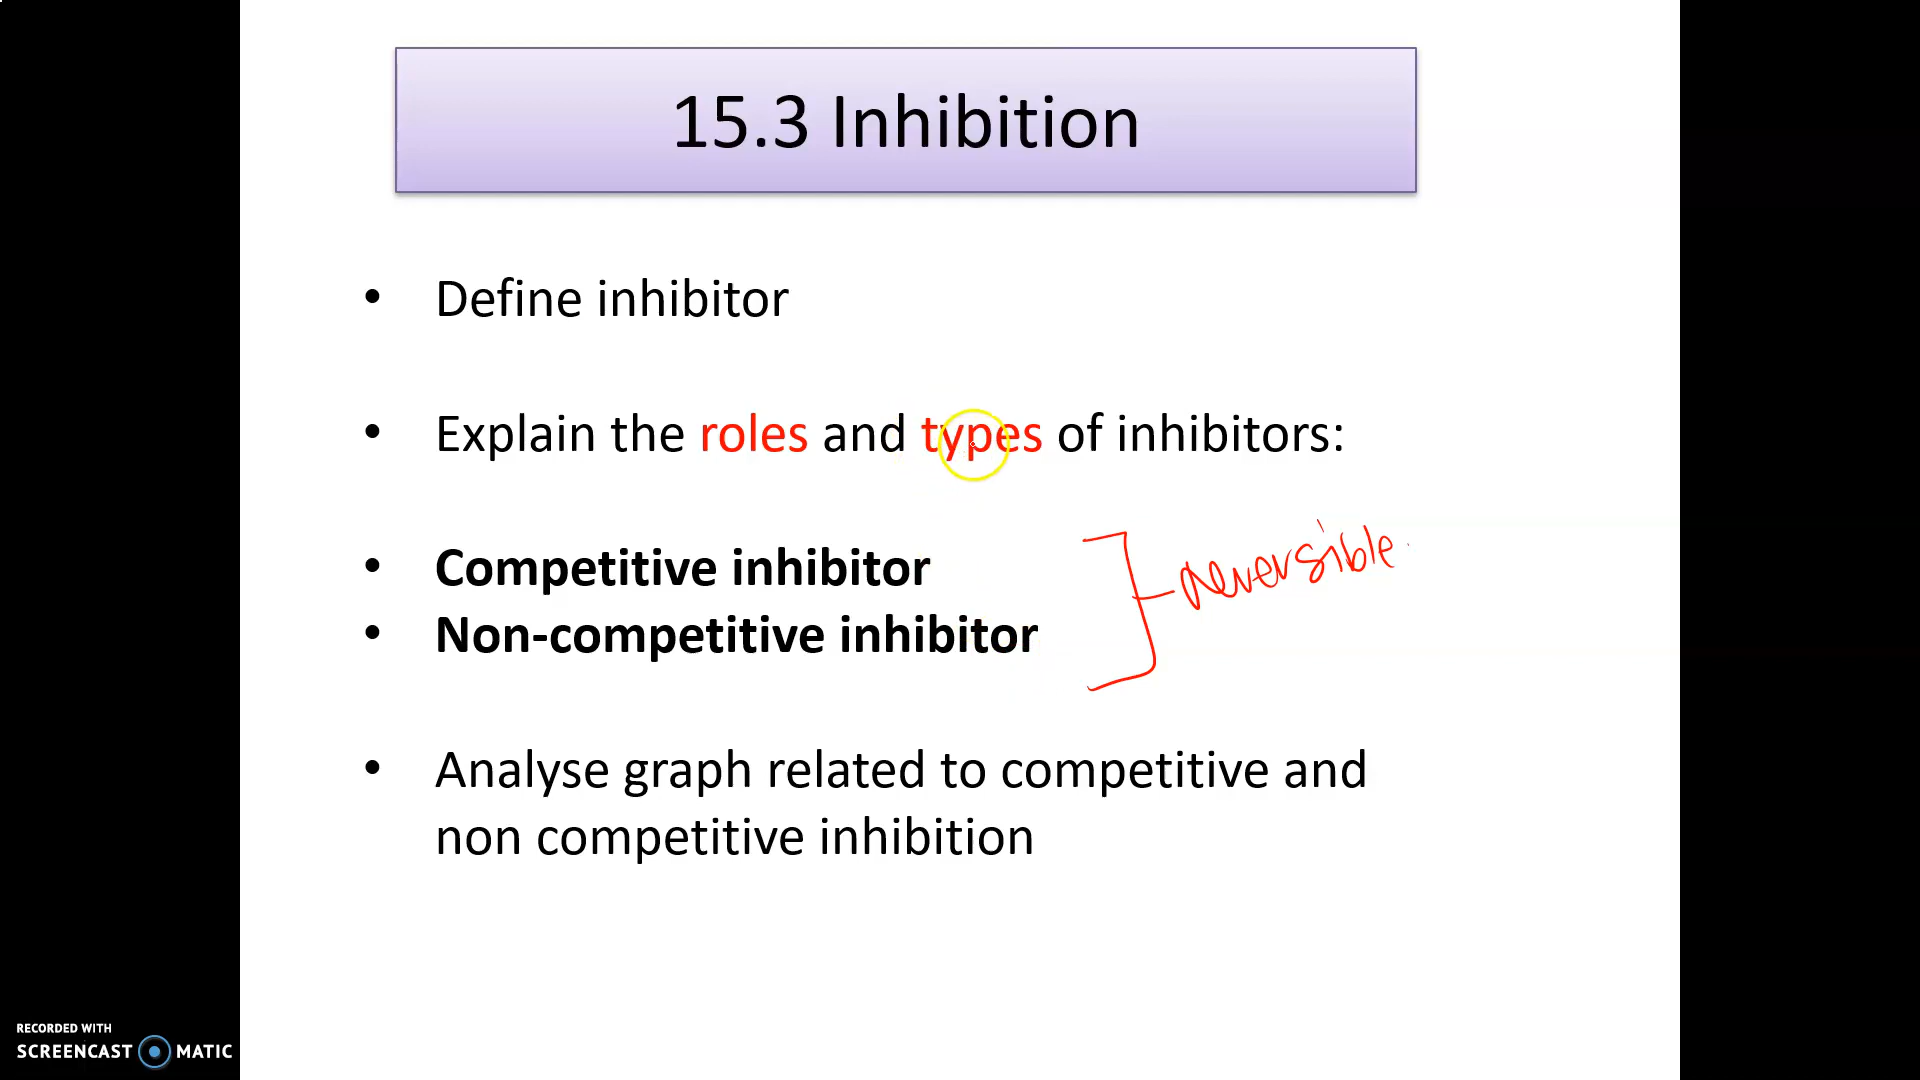 15.3 Inhibition
• Define inhibitor
• Explain the roles and types of inhibitors:
• Competitive inhibitor
• Non-competitive inhibitor
reversible
• Analyse graph related to competitive and
non competitive inhibition
RECORDED WITH
SCREENCAST MATIC